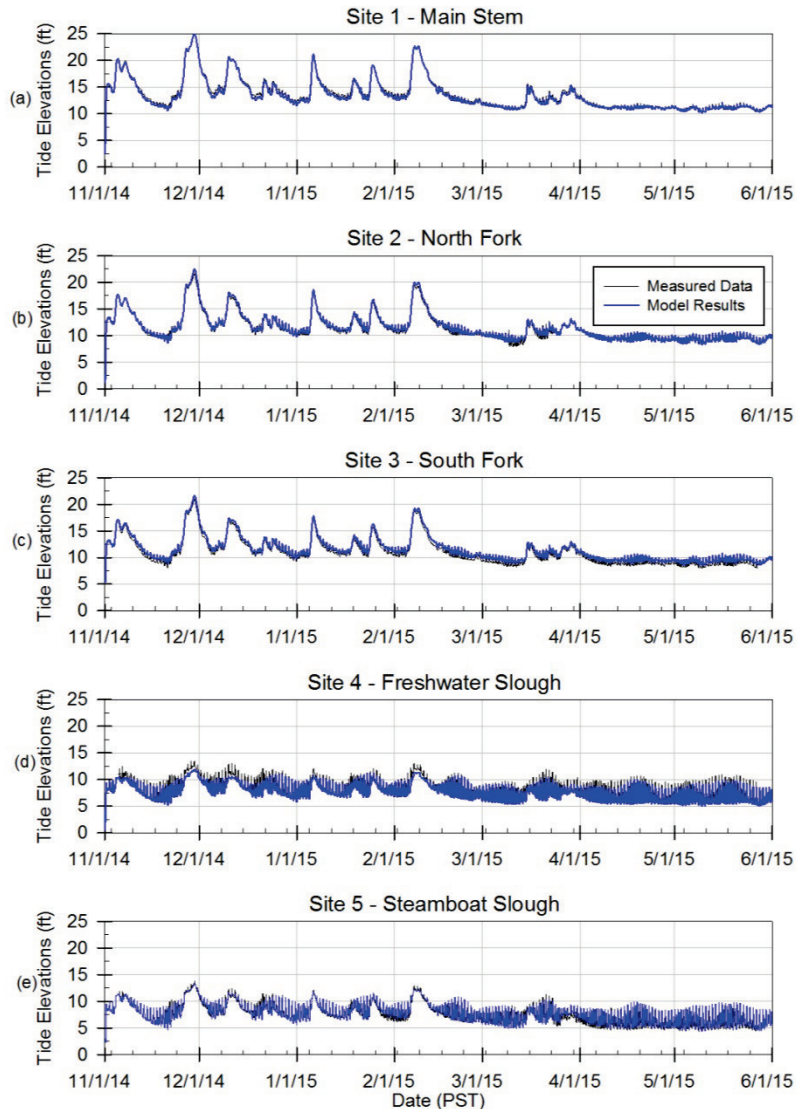 Site 1 - Main Stem
(a)
Tide Elevations (ft)
25
20
15
10
5
0
11/1/14 12/1/14 1/1/15 2/1/15 3/1/15 4/1/15 5/1/15 6/1/15
Site 2 - North Fork
(b)
Tide Elevations (ft)
25
20
15
10
5
0
Measured Data
Model Results
11/1/14 12/1/14 1/1/15 2/1/15 3/1/15 4/1/15 5/1/15 6/1/15
Site 3 - South Fork
(c)
Tide Elevations (ft)
25
20
15
10
5
0
11/1/14 12/1/14 1/1/15 2/1/15 3/1/15 4/1/15 5/1/15 6/1/15
Site 4 - Freshwater Slough
(d)
Tide Elevations (ft)
25
20
15
10
5
0
11/1/14 12/1/14 1/1/15 2/1/15 3/1/15 4/1/15 5/1/15 6/1/15
Site 5 - Steamboat Slough
(e)
Tide Elevations (ft)
25
20
15
10
5
0
11/1/14 12/1/14 1/1/15 2/1/15 3/1/15 4/1/15 5/1/15 6/1/15
Date (PST)